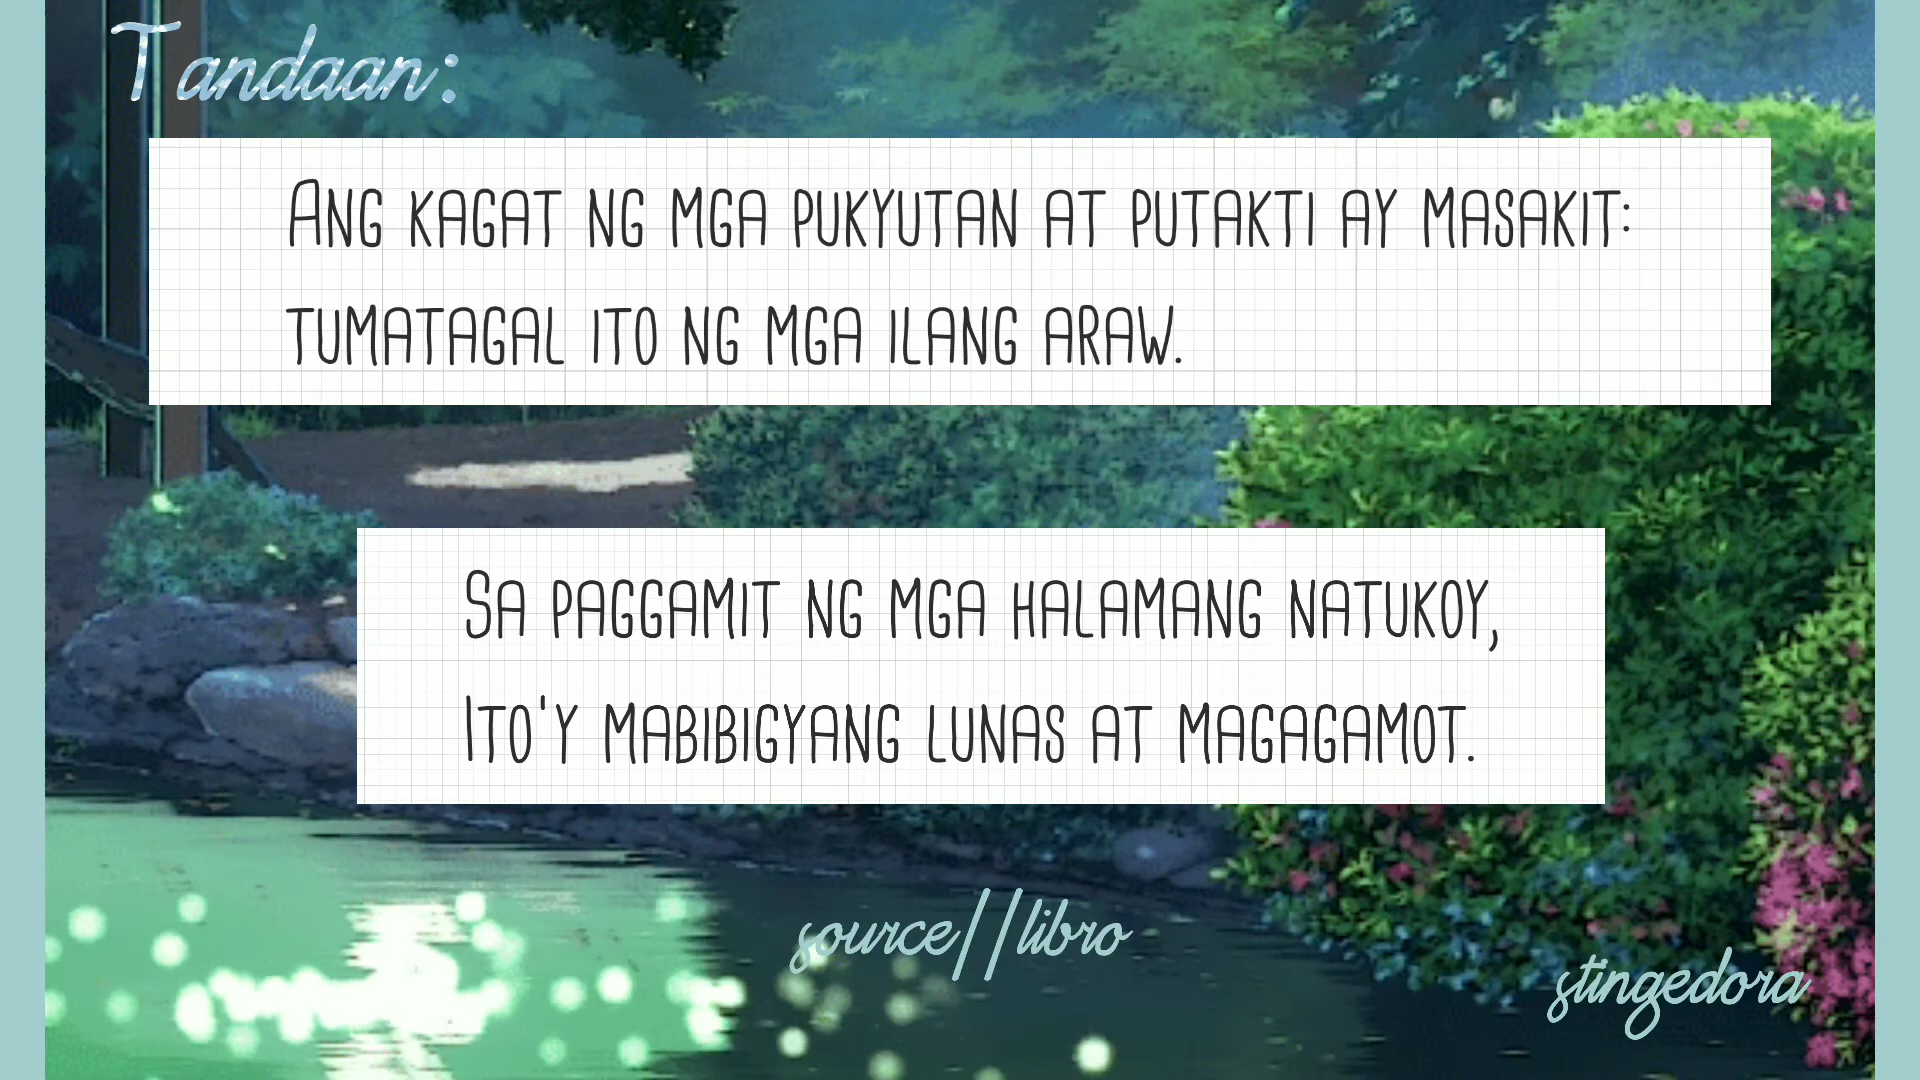 Tandaan:
Ang kagat ng mga pukyutan at putakti ay masakit:
tumatagal ito ng mga ilang araw.
Sa paggamit ng mga halamang natukoy,
Ito'y mabibigyang lunas at magagamot.
source//libro
stingedora